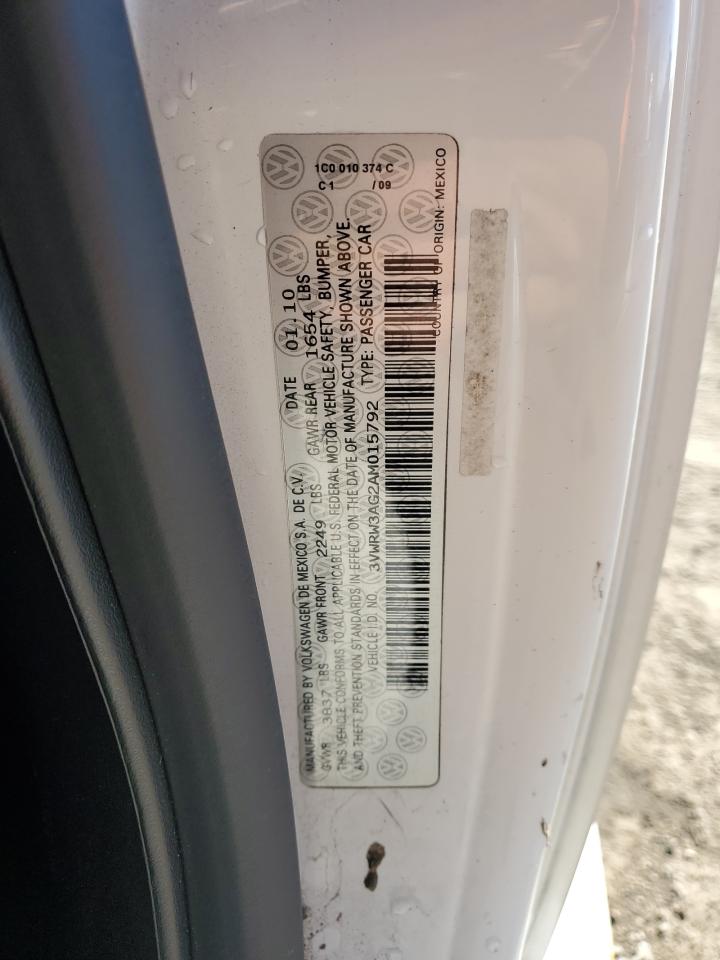 1C0 010 374 C
C1 /09
MANUFACTURED BY VOLKSWAGEN DE MEXICO S.A. DE C.V. DATE 01.10
GVWR 3837 LBS GAWR FRONT 2249 LBS GAWR REAR 1654 LBS
THIS VEHICLE CONFORMS TO ALL APPLICABLE U.S. FEDERAL MOTOR VEHICLE SAFETY, BUMPER,
AND THEFT PREVENTION STANDARDS IN EFFECT ON THE DATE OF MANUFACTURE SHOWN ABOVE.
VEHICLE I.D. NO. 3VWRW3AG2AM015792 TYPE: PASSENGER CAR
COUNTRY OF ORIGIN: MEXICO